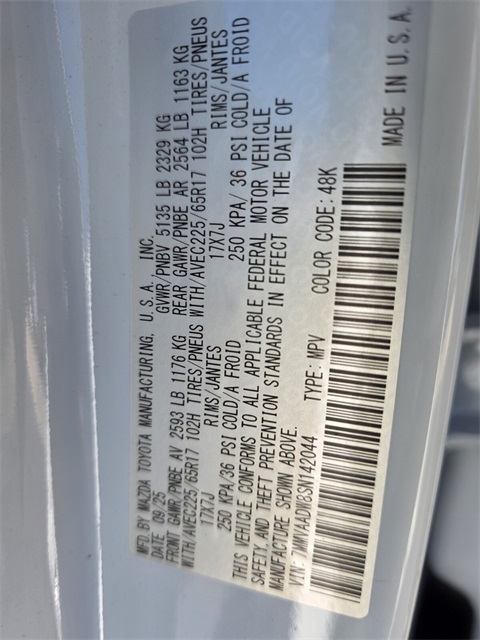 MFD.BY MAZDA TOYOTA MANUFACTURING, U.S.A. INC.
DATE 09/25 GVWR/PNBV 5135 LB 2329 KG
FRONT GAWR/PNBE AV 2593 LB 1176 KG REAR GAWR/PNBE AR 2564 LB 1163 KG
WITH/AVEC225/65R17 102H TIRES/PNEUS WITH/AVEC225/65R17 102H TIRES/PNEUS
17X7J RIMS/JANTES 17X7J RIMS/JANTES
250 KPA/36 PSI COLD/A FROID 250 KPA/ 36 PSI COLD/A FROID
THIS VEHICLE CONFORMS TO ALL APPLICABLE FEDERAL MOTOR VEHICLE
SAFETY, AND THEFT PREVENTION STANDARDS IN EFFECT ON THE DATE OF
MANUFACTURE SHOWN ABOVE.
VIN: 7MMVAADW8SN142044 TYPE: MPV COLOR CODE: 48K
MADE IN U.S.A.